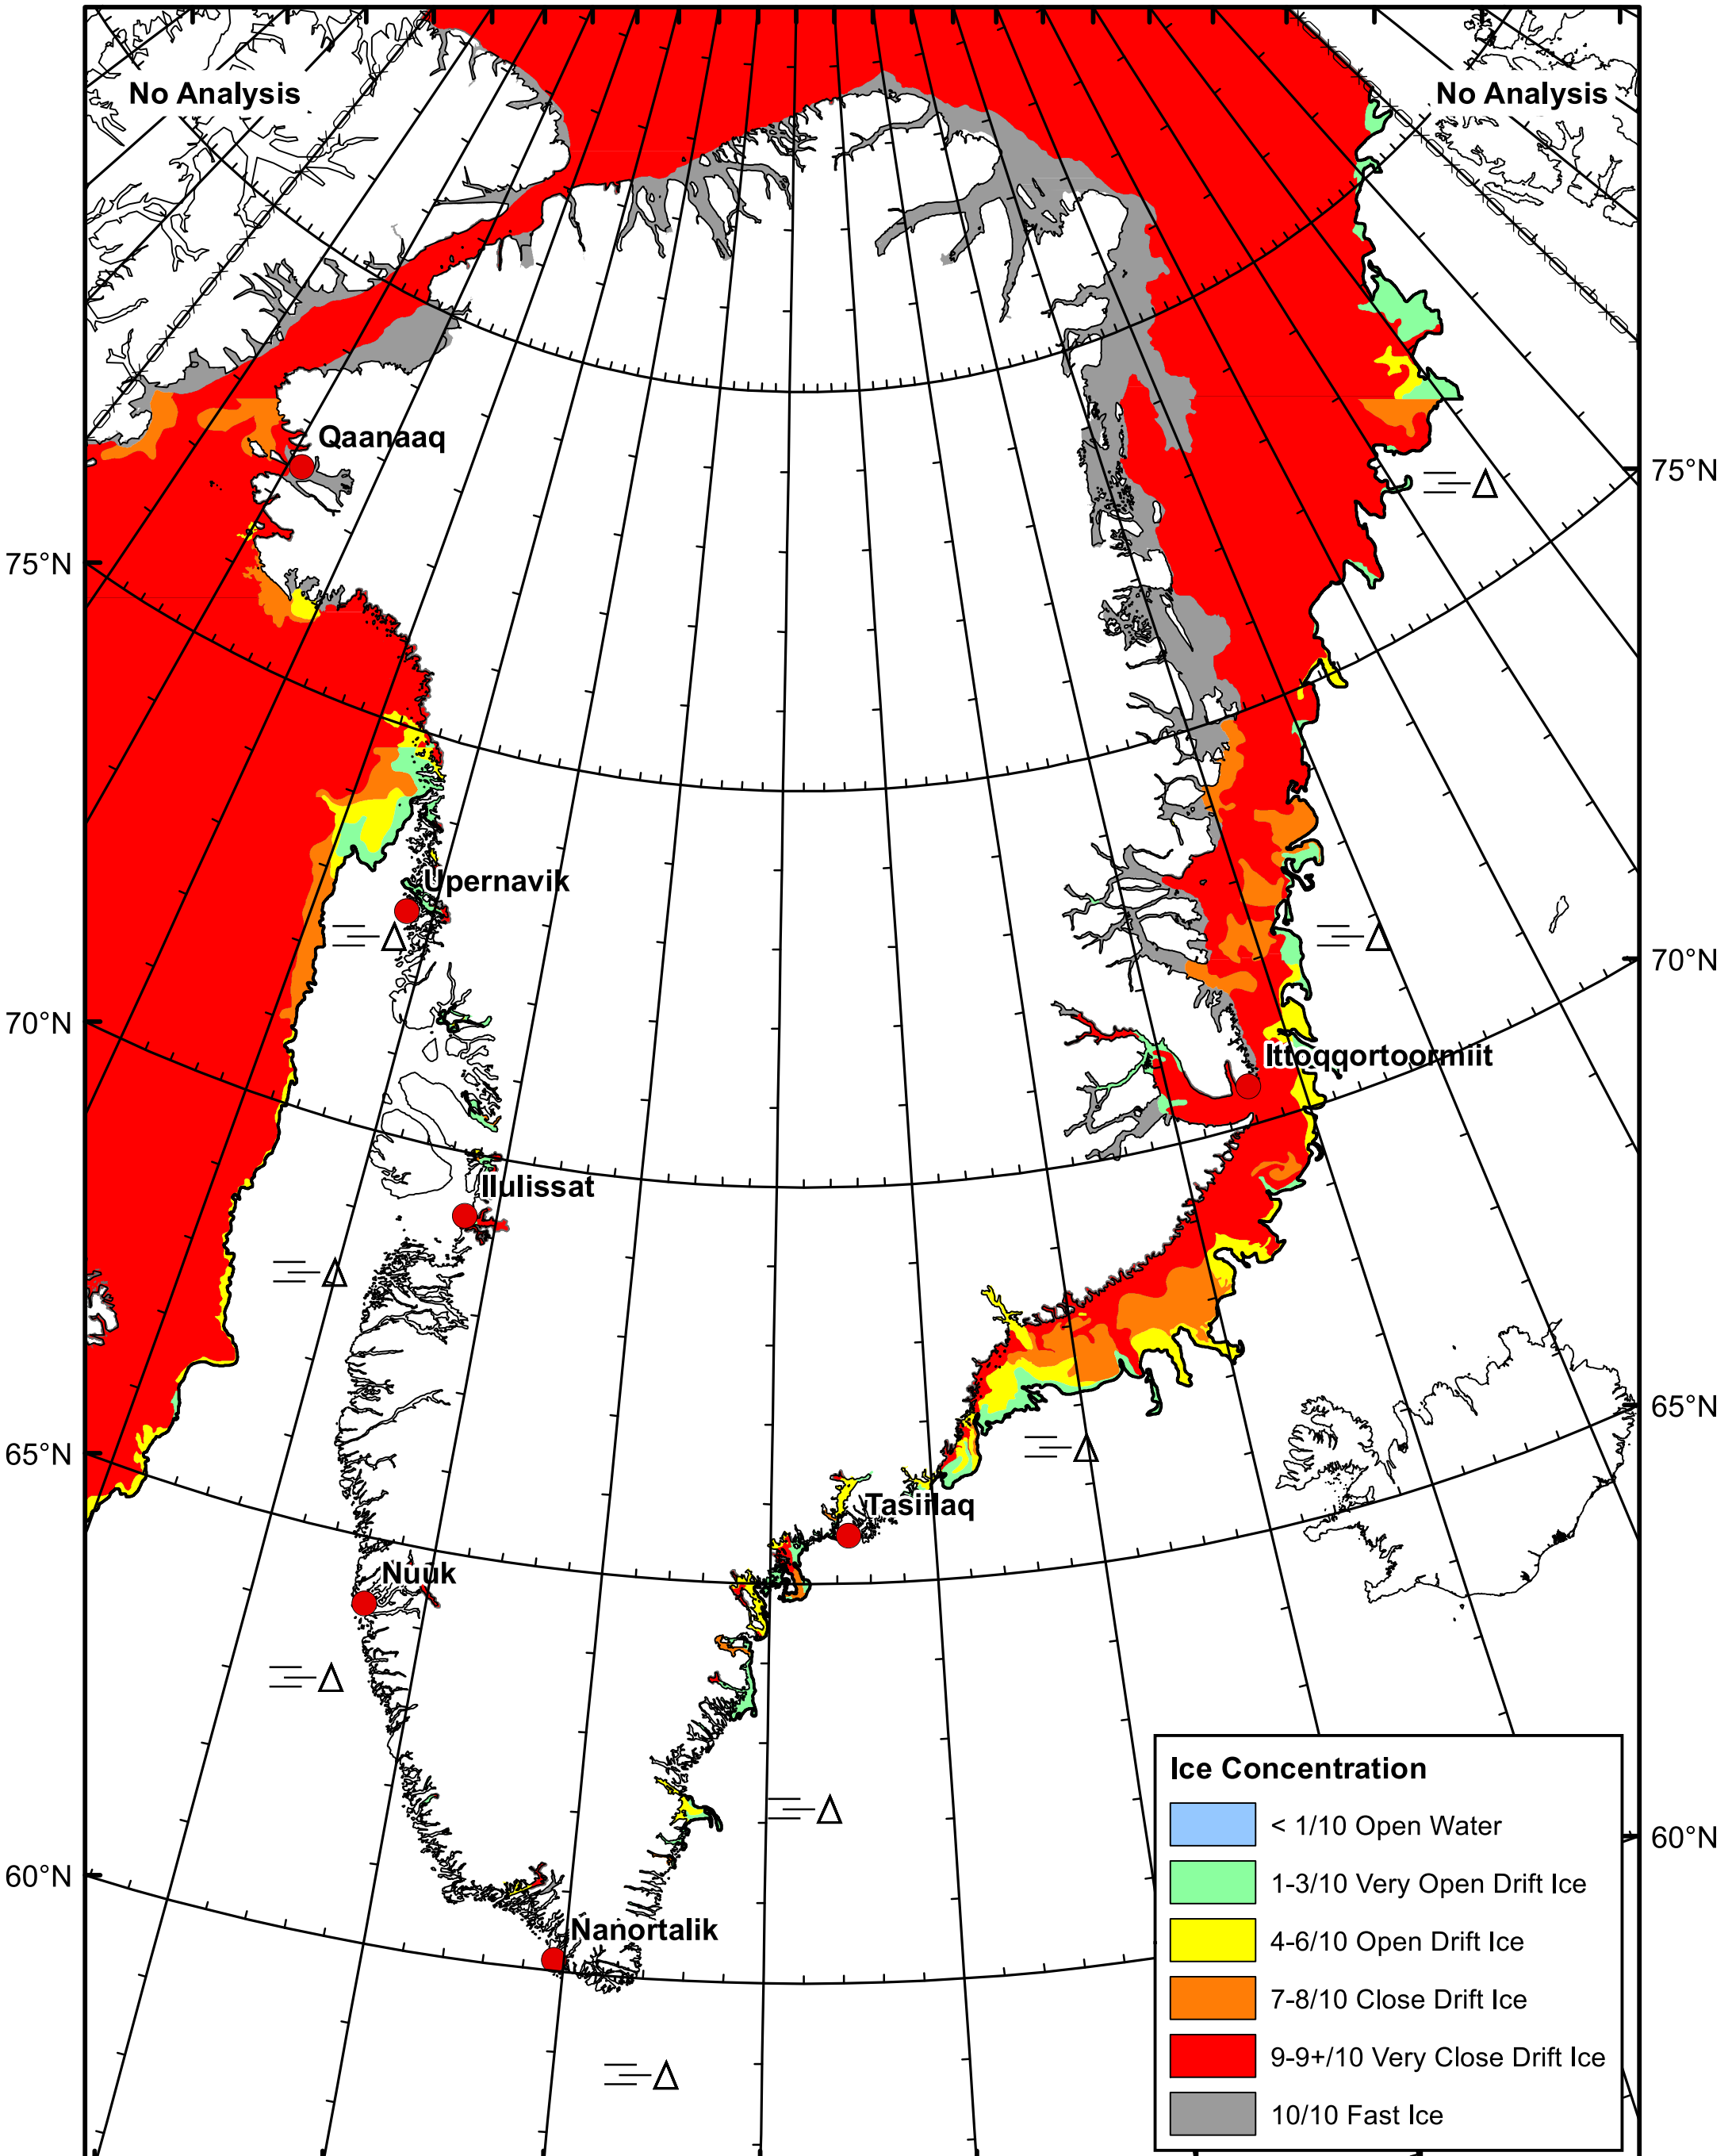 No Analysis
No Analysis
Qaanaaq
75°N
75°N
Upernavik
70°N
70°N
Ittoqqortoormiit
Ilulissat
65°N
65°N
Tasiilaq
Nuuk
60°N
60°N
Nanortalik
Ice Concentration
< 1/10 Open Water
1-3/10 Very Open Drift Ice
4-6/10 Open Drift Ice
7-8/10 Close Drift Ice
9-9+/10 Very Close Drift Ice
10/10 Fast Ice